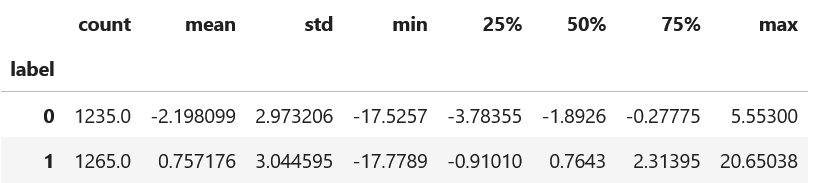 count mean std min 25% 50% 75% max
label
0 1235.0 -2.198099 2.973206 -17.5257 -3.78355 -1.8926 -0.27775 5.55300
1 1265.0 0.757176 3.044595 -17.7789 -0.91010 0.7643 2.31395 20.65038